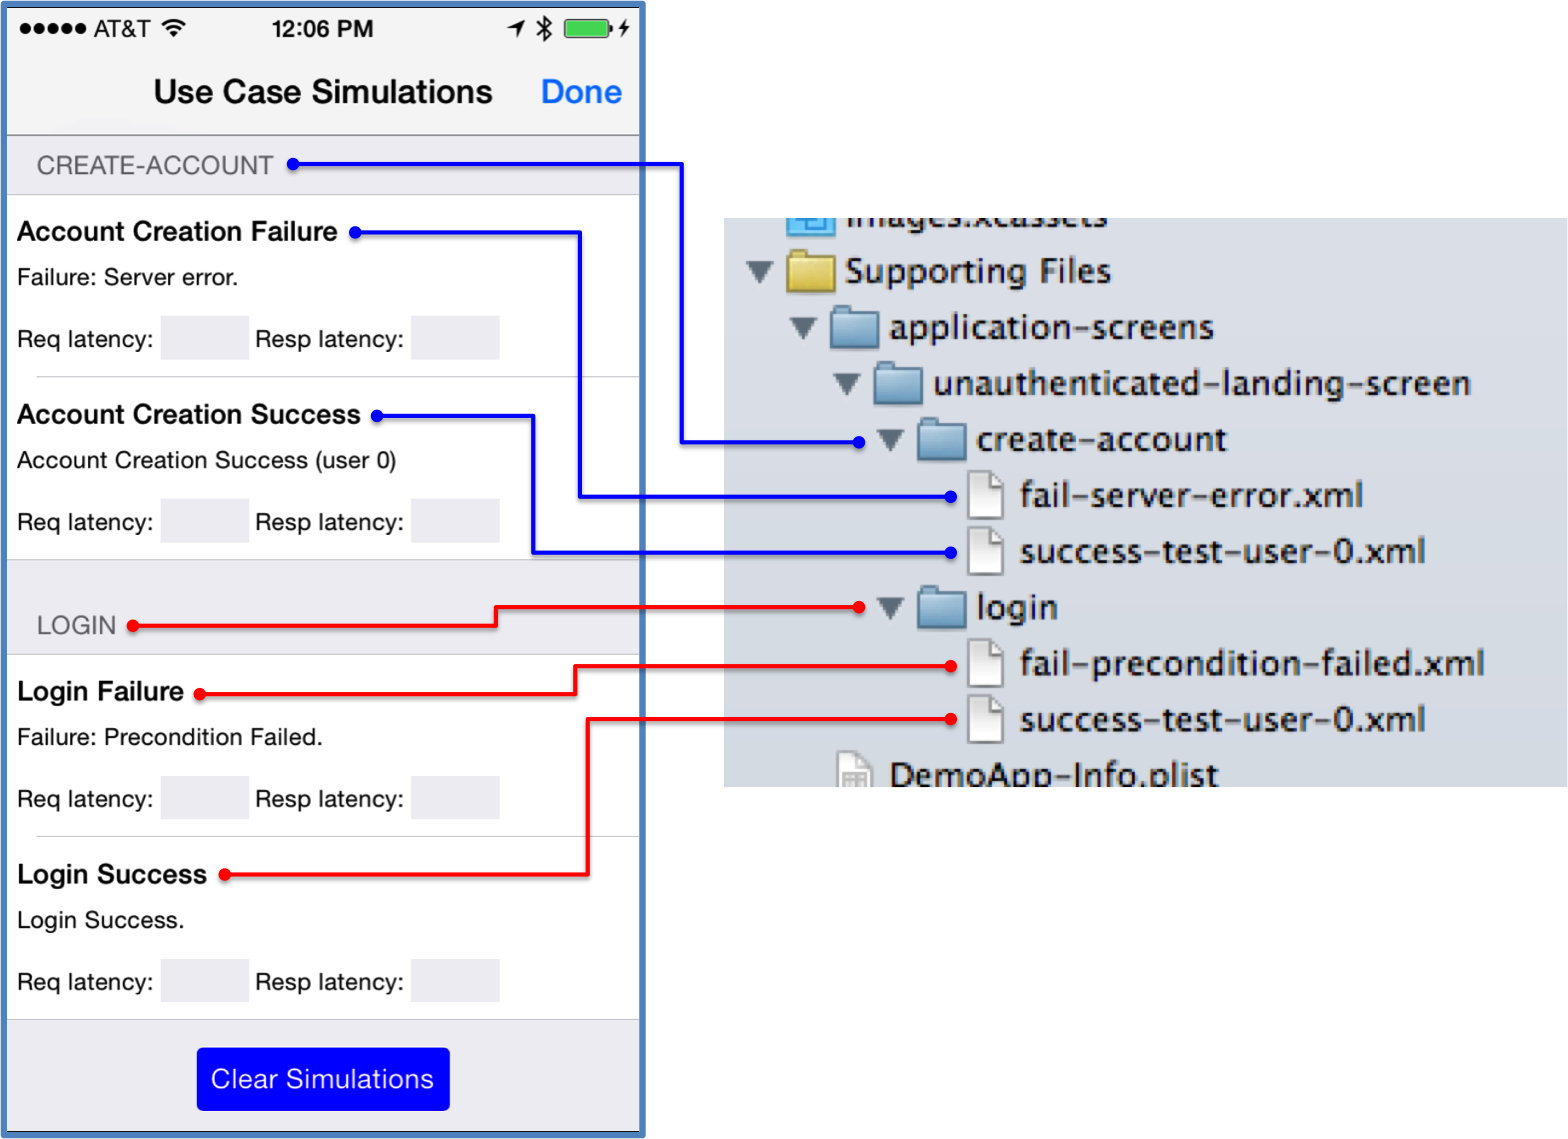 AT&T 12:06 PM
Use Case Simulations Done
CREATE-ACCOUNT
Account Creation Failure
Failure: Server error.
Req latency: Resp latency:
Account Creation Success
Account Creation Success (user 0)
Req latency: Resp latency:
LOGIN
Login Failure
Failure: Precondition Failed.
Req latency: Resp latency:
Login Success
Login Success.
Req latency: Resp latency:
Clear Simulations
Images.xcassets
Supporting Files
application-screens
unauthenticated-landing-screen
create-account
fail-server-error.xml
success-test-user-0.xml
login
fail-precondition-failed.xml
success-test-user-0.xml
DemoApp-Info.plist